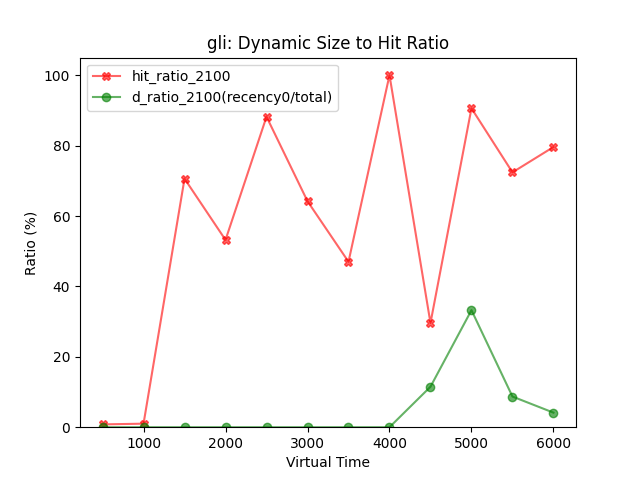 gli: Dynamic Size to Hit Ratio
hit_ratio_2100
d_ratio_2100(recency0/total)
Ratio (%)
100
80
60
40
20
0
1000 2000 3000 4000 5000 6000
Virtual Time